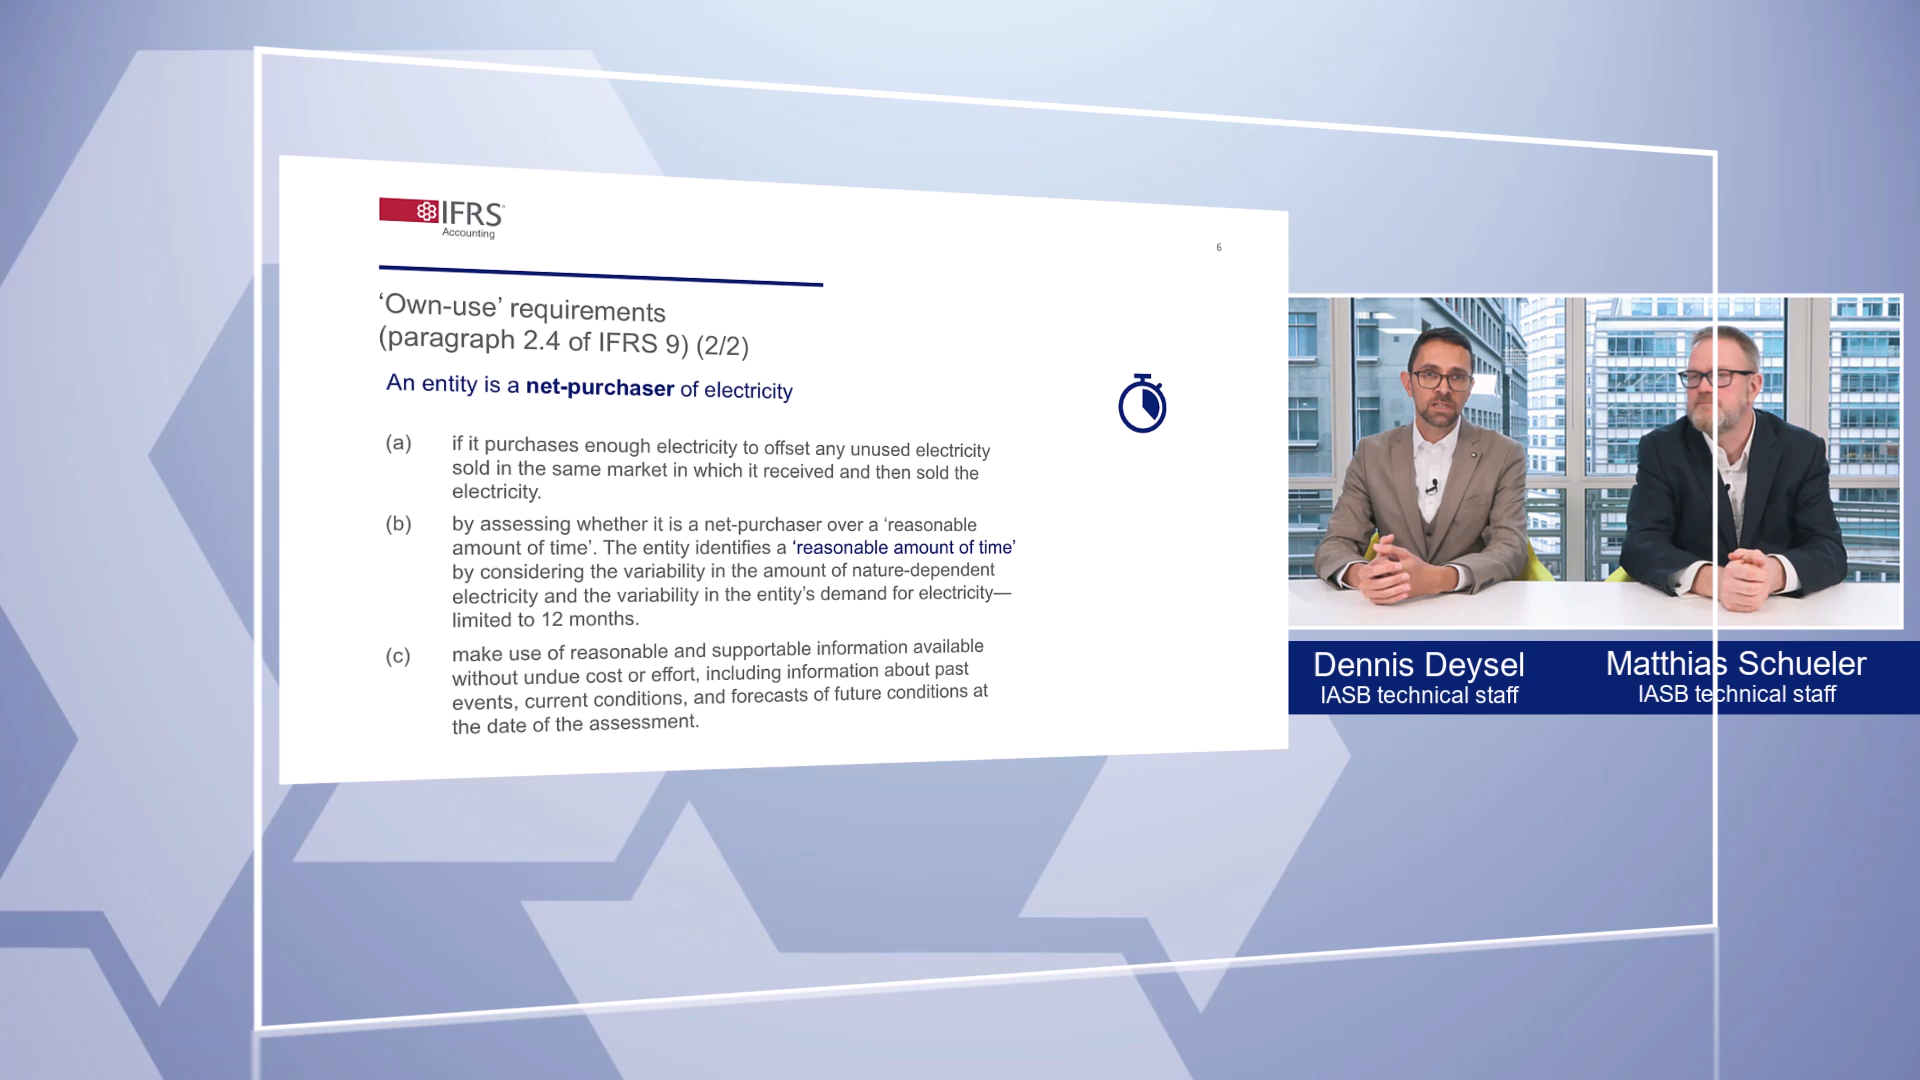 IFRS
Accounting
6
‘Own-use’ requirements
(paragraph 2.4 of IFRS 9) (2/2)
An entity is a net-purchaser of electricity
(a) if it purchases enough electricity to offset any unused electricity
sold in the same market in which it received and then sold the
electricity.
(b) by assessing whether it is a net-purchaser over a ‘reasonable
amount of time’. The entity identifies a ‘reasonable amount of time’
by considering the variability in the amount of nature-dependent
electricity and the variability in the entity’s demand for electricity—
limited to 12 months.
(c) make use of reasonable and supportable information available
without undue cost or effort, including information about past
events, current conditions, and forecasts of future conditions at
the date of the assessment.
Dennis Deysel
IASB technical staff
Matthias Schueler
IASB technical staff